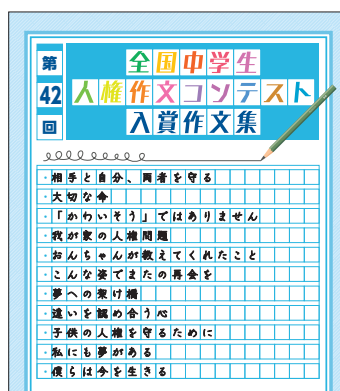 第42回
全国中学生
人権作文コンテスト
入賞作文集
・相手と自分、両者を守る
・大切な命
・「かわいそう」ではありません
・我が家の人権問題
・おんちゃんが教えてくれたこと
・こんな姿でまたの再会を
・夢への架け橋
・違いを認め合う心
・子供の人権を守るために
・私にも夢がある
・僕らは今を生きる